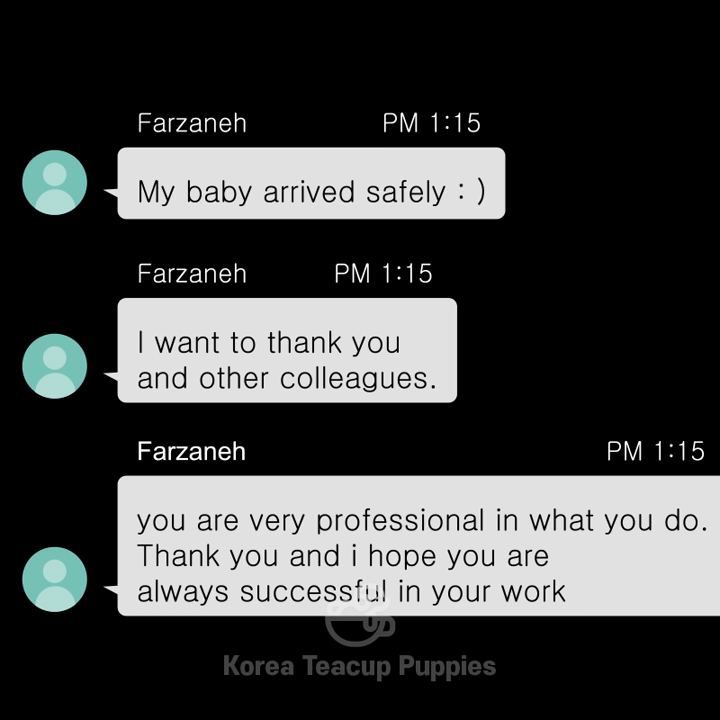 Farzaneh PM 1:15
My baby arrived safely : )
Farzaneh PM 1:15
I want to thank you
and other colleagues.
Farzaneh PM 1:15
you are very professional in what you do.
Thank you and i hope you are
always successful in your work
Korea Teacup Puppies